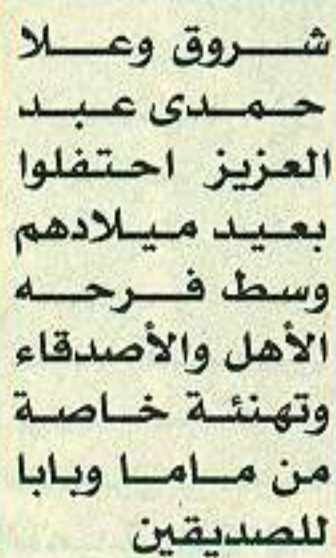 شروق وعلا
حمدى عبد
العزيز احتفلوا
بعيد ميلادهم
وسط فرحه
الأهل والأصدقاء
وتهنئة خاصة
من ماما وبابا
للصديقين